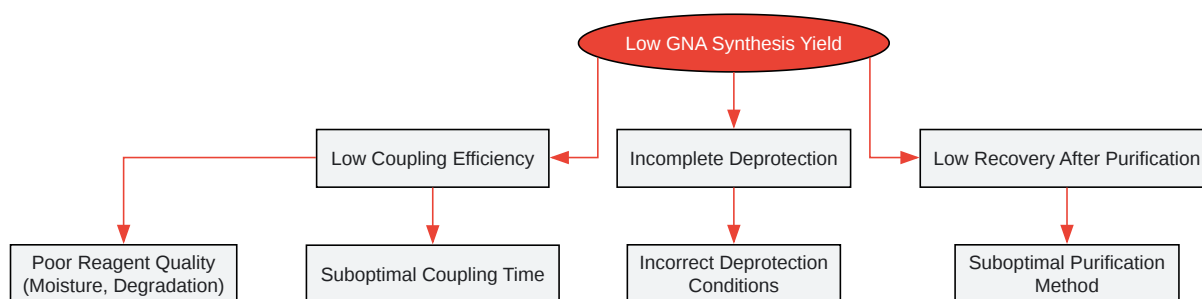 Low GNA Synthesis Yield
Low Coupling Efficiency
Incomplete Deprotection
Low Recovery After Purification
Poor Reagent Quality
(Moisture, Degradation)
Suboptimal Coupling Time
Incorrect Deprotection
Conditions
Suboptimal Purification
Method